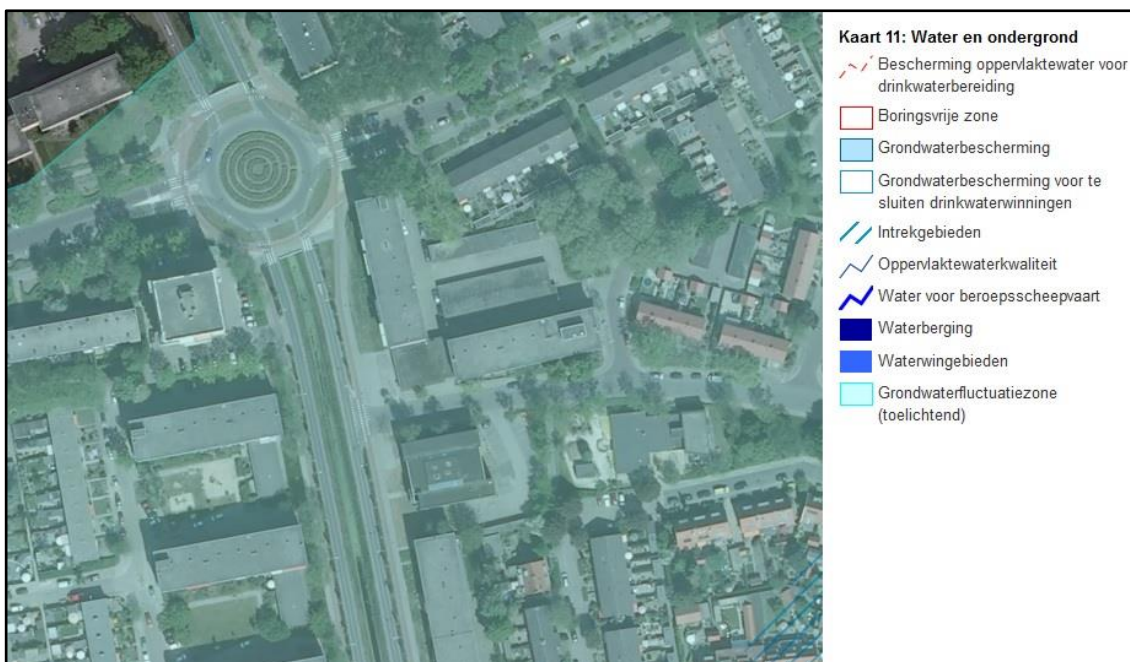 Kaart 11: Water en ondergrond
Bescherming oppervlaktewater voor
drinkwaterbereiding
Boringsvrije zone
Grondwaterbescherming
Grondwaterbescherming voor te
sluiten drinkwaterwinningen
Intrekgebieden
Oppervlaktewaterkwaliteit
Water voor beroepsscheepvaart
Waterberging
Waterwingebieden
Grondwaterfluctuatiezone
(toelichtend)